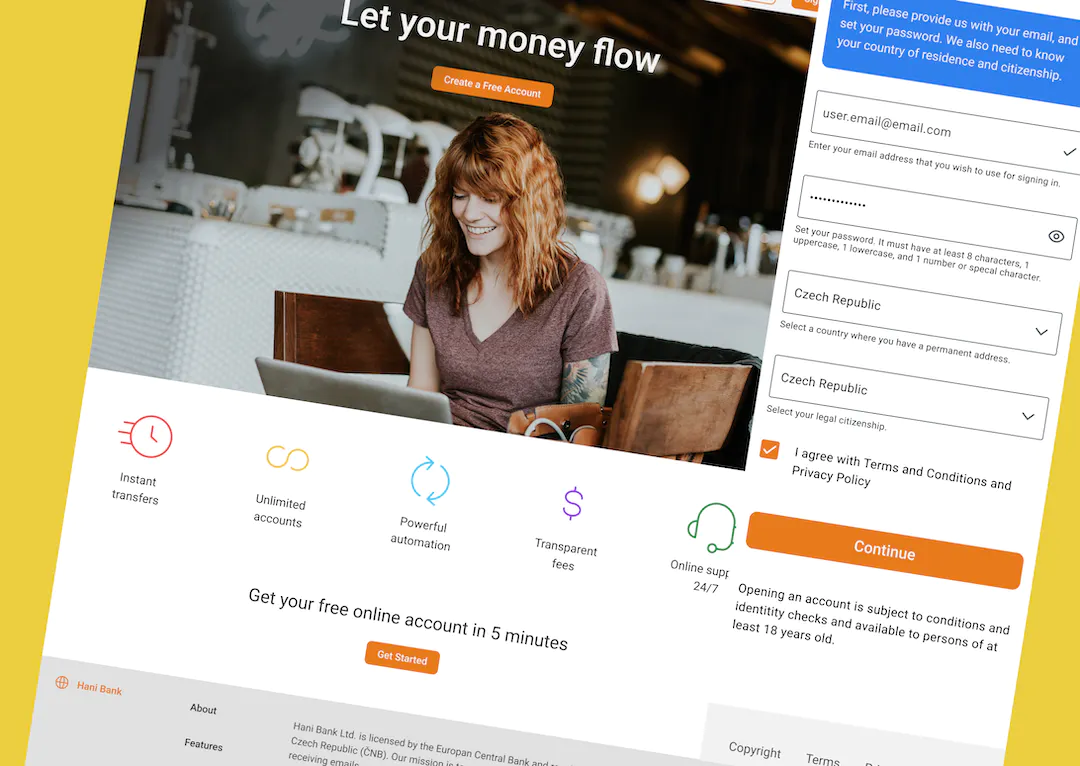 Let your money flow
Create a Free Account
Instant
transfers
Unlimited
accounts
Powerful
automation
Transparent
fees
Online supp
24/7
Get your free online account in 5 minutes
Get Started
Hani Bank
About
Features
Hani Bank Ltd. is licensed by the Europan Central Bank and
Czech Republic (ČNB). Our mission is
receiving emails
First, please provide us with your email, and
set your password. We also need to know
your country of residence and citizenship.
user.email@email.com
Enter your email address that you wish to use for signing in.
•••••••••••••
Set your password. It must have at least 8 characters, 1
uppercase, 1 lowercase, and 1 number or specal character.
Czech Republic
Select a country where you have a permanent address.
Czech Republic
Select your legal citizenship.
I agree with Terms and Conditions and
Privacy Policy
Continue
Opening an account is subject to conditions and
identitity checks and available to persons of at
least 18 years old.
Copyright
Terms